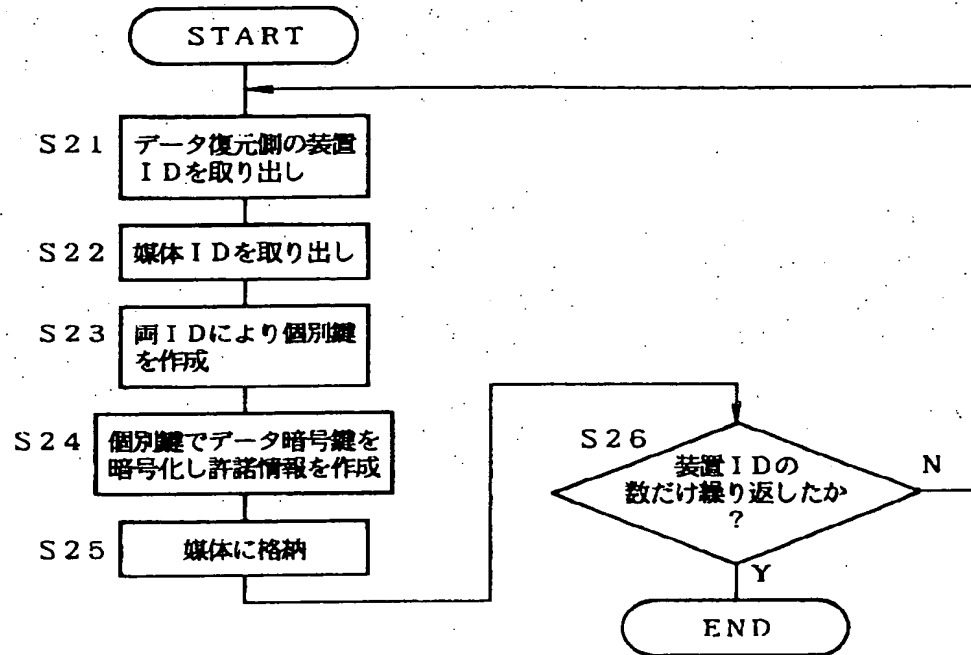 START
S21
データ復元側の装置
IDを取り出し
S22
媒体IDを取り出し
S23
両IDにより個別鍵
を作成
S24
個別鍵でデータ暗号鍵を
暗号化し許諾情報を作成
S25
媒体に格納
S26
装置IDの
数だけ繰り返したか
?
N
Y
END